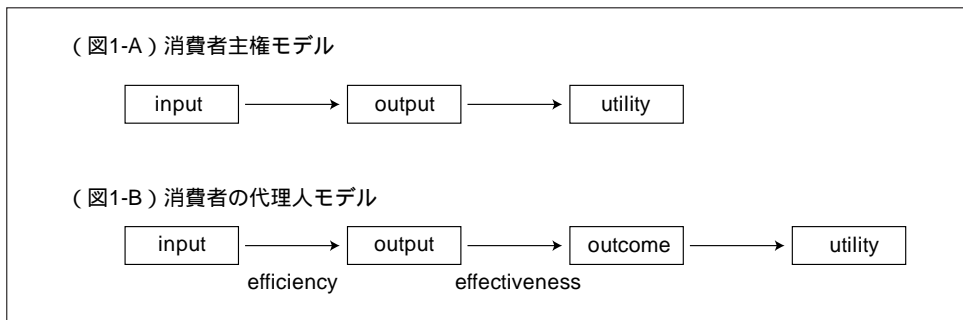 （図1-A）消費者主権モデル
input output utility
（図1-B）消費者の代理人モデル
input output outcome utility
efficiency effectiveness